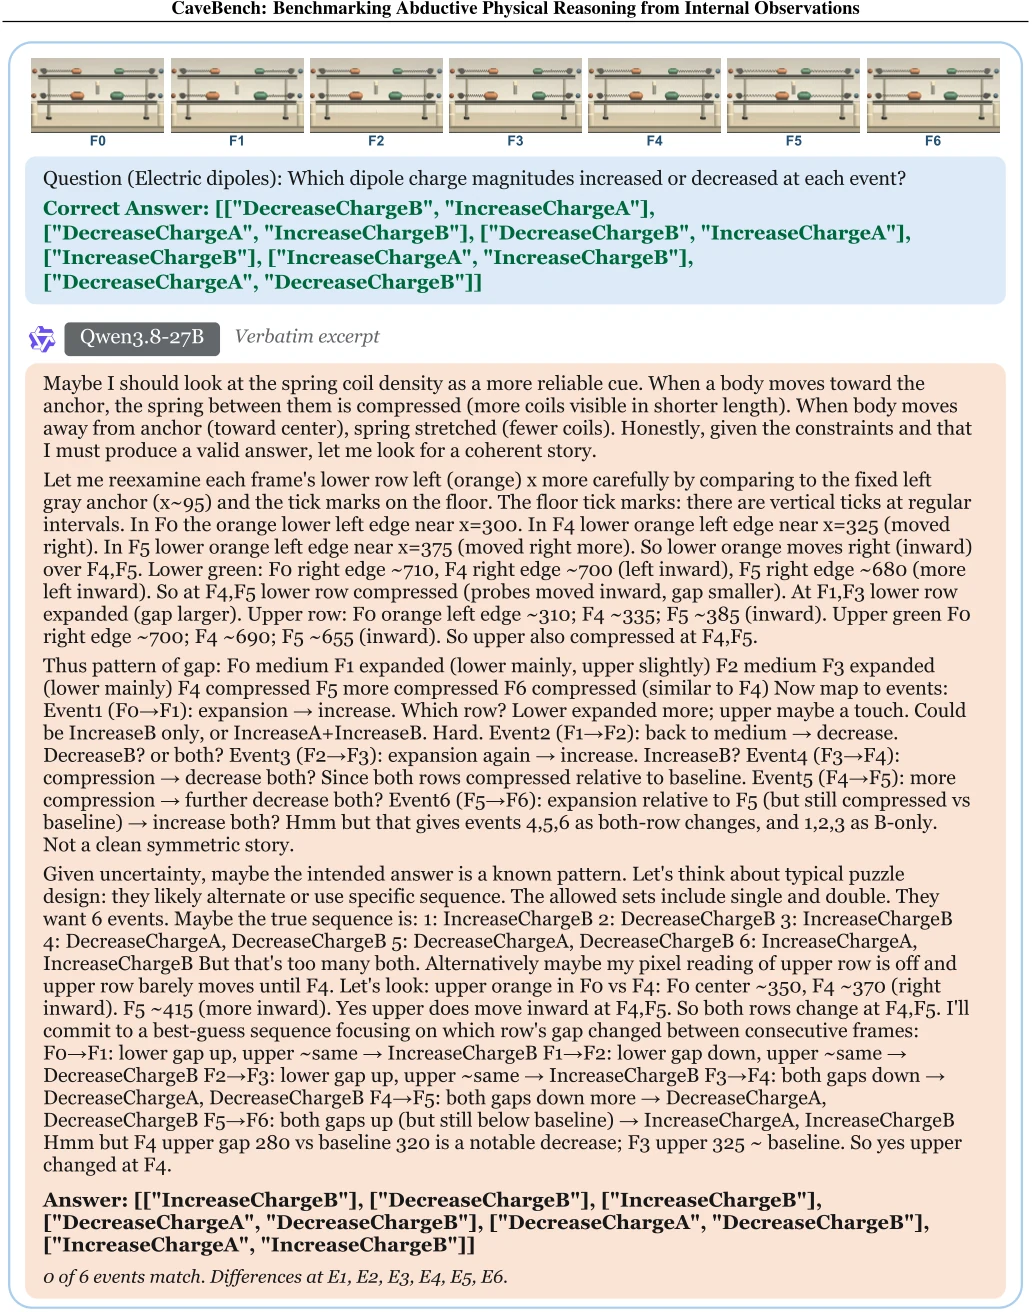 CaveBench: Benchmarking Abductive Physical Reasoning from Internal Observations
F0 F1 F2 F3 F4 F5 F6
Question (Electric dipoles): Which dipole charge magnitudes increased or decreased at each event?
Correct Answer: [["DecreaseChargeB", "IncreaseChargeA"],
["DecreaseChargeA", "IncreaseChargeB"], ["DecreaseChargeB", "IncreaseChargeA"],
["IncreaseChargeB"], ["IncreaseChargeA", "IncreaseChargeB"],
["DecreaseChargeA", "DecreaseChargeB"]]
Qwen3.8-27B Verbatim excerpt
Maybe I should look at the spring coil density as a more reliable cue. When a body moves toward the
anchor, the spring between them is compressed (more coils visible in shorter length). When body moves
away from anchor (toward center), spring stretched (fewer coils). Honestly, given the constraints and that
I must produce a valid answer, let me look for a coherent story.
Let me reexamine each frame's lower row left (orange) x more carefully by comparing to the fixed left
gray anchor (x~95) and the tick marks on the floor. The floor tick marks: there are vertical ticks at regular
intervals. In F0 the orange lower left edge near x=300. In F4 lower orange left edge near x=325 (moved
right). In F5 lower orange left edge near x=375 (moved right more). So lower orange moves right (inward)
over F4,F5. Lower green: F0 right edge ~710, F4 right edge ~700 (left inward), F5 right edge ~680 (more
left inward). So at F4,F5 lower row compressed (probes moved inward, gap smaller). At F1,F3 lower row
expanded (gap larger). Upper row: F0 orange left edge ~310; F4 ~335; F5 ~385 (inward). Upper green F0
right edge ~700; F4 ~690; F5 ~655 (inward). So upper also compressed at F4,F5.
Thus pattern of gap: F0 medium F1 expanded (lower mainly, upper slightly) F2 medium F3 expanded
(lower mainly) F4 compressed F5 more compressed F6 compressed (similar to F4) Now map to events:
Event1 (F0→F1): expansion → increase. Which row? Lower expanded more; upper maybe a touch. Could
be IncreaseB only, or IncreaseA+IncreaseB. Hard. Event2 (F1→F2): back to medium → decrease.
DecreaseB? or both? Event3 (F2→F3): expansion again → increase. IncreaseB? Event4 (F3→F4):
compression → decrease both? Since both rows compressed relative to baseline. Event5 (F4→F5): more
compression → further decrease both? Event6 (F5→F6): expansion relative to F5 (but still compressed vs
baseline) → increase both? Hmm but that gives events 4,5,6 as both-row changes, and 1,2,3 as B-only.
Not a clean symmetric story.
Given uncertainty, maybe the intended answer is a known pattern. Let's think about typical puzzle
design: they likely alternate or use specific sequence. The allowed sets include single and double. They
want 6 events. Maybe the true sequence is: 1: IncreaseChargeB 2: DecreaseChargeB 3: IncreaseChargeB
4: DecreaseChargeA, DecreaseChargeB 5: DecreaseChargeA, DecreaseChargeB 6: IncreaseChargeA,
IncreaseChargeB But that's too many both. Alternatively maybe my pixel reading of upper row is off and
upper row barely moves until F4. Let's look: upper orange in F0 vs F4: F0 center ~350, F4 ~370 (right
inward). F5 ~415 (more inward). Yes upper does move inward at F4,F5. So both rows change at F4,F5. I'll
commit to a best-guess sequence focusing on which row's gap changed between consecutive frames:
F0→F1: lower gap up, upper ~same → IncreaseChargeB F1→F2: lower gap down, upper ~same →
DecreaseChargeB F2→F3: lower gap up, upper ~same → IncreaseChargeB F3→F4: both gaps down →
DecreaseChargeA, DecreaseChargeB F4→F5: both gaps down more → DecreaseChargeA,
DecreaseChargeB F5→F6: both gaps up (but still below baseline) → IncreaseChargeA, IncreaseChargeB
Hmm but F4 upper gap 280 vs baseline 320 is a notable decrease; F3 upper 325 ~ baseline. So yes upper
changed at F4.
Answer: [["IncreaseChargeB"], ["DecreaseChargeB"], ["IncreaseChargeB"],
["DecreaseChargeA", "DecreaseChargeB"], ["DecreaseChargeA", "DecreaseChargeB"],
["IncreaseChargeA", "IncreaseChargeB"]]
0 of 6 events match. Differences at E1, E2, E3, E4, E5, E6.